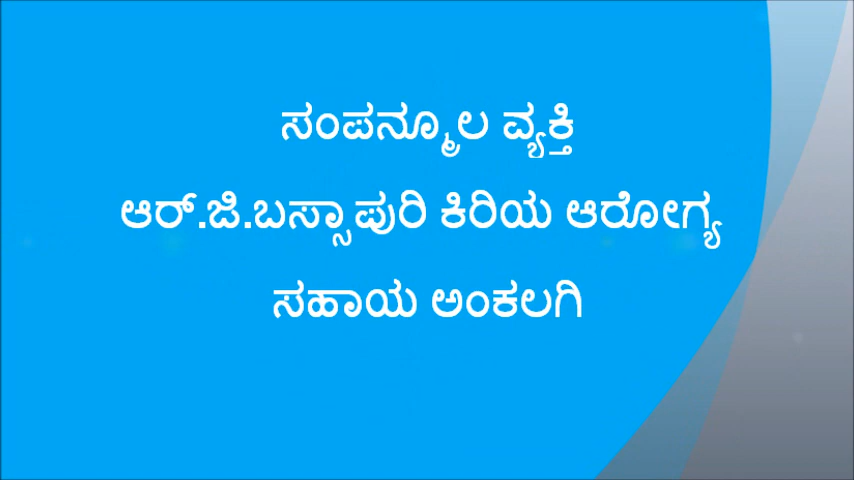 ಸಂಪನ್ಮೂಲ ವ್ಯಕ್ತಿ
ಆರ್.ಜಿ.ಬಸ್ಸಾಪುರಿ ಕಿರಿಯ ಆರೋಗ್ಯ
ಸಹಾಯ ಅಂಕಲಗಿ